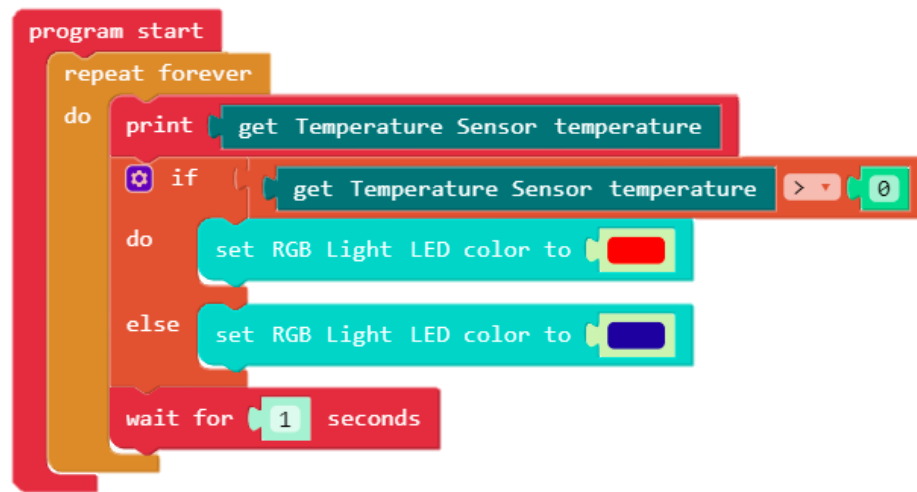 program start
repeat forever
do print get Temperature Sensor temperature
if get Temperature Sensor temperature > 0
do set RGB Light LED color to
else set RGB Light LED color to
wait for 1 seconds